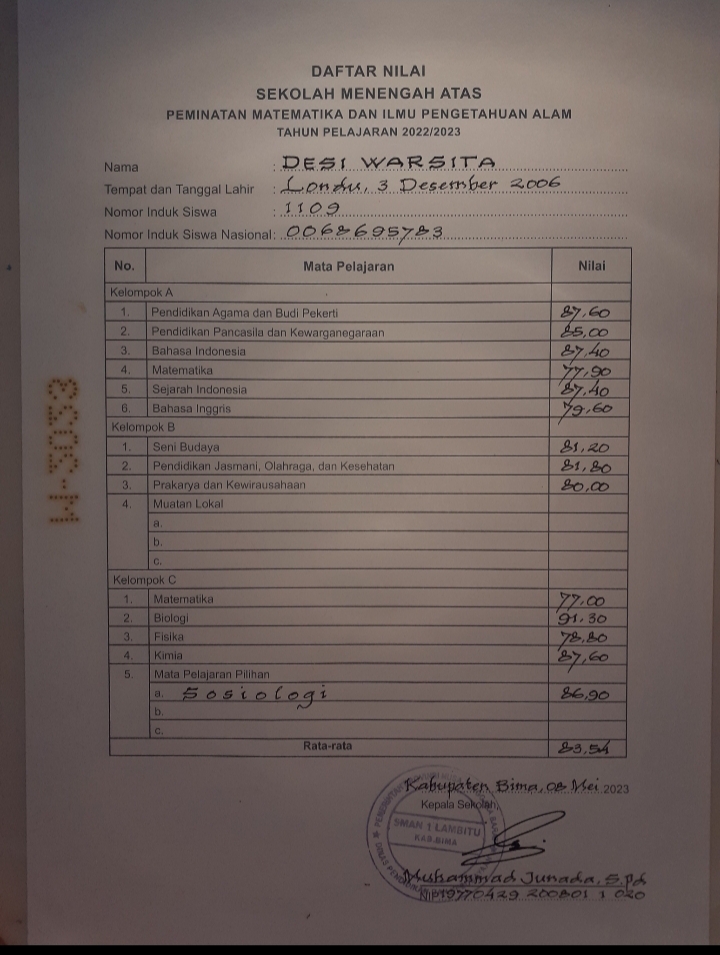 DAFTAR NILAI
SEKOLAH MENENGAH ATAS
PEMINATAN MATEMATIKA DAN ILMU PENGETAHUAN ALAM
TAHUN PELAJARAN 2022/2023
Nama : DESI WARSITA
Tempat dan Tanggal Lahir : Londu, 3 Desember 2006
Nomor Induk Siswa : 1109
Nomor Induk Siswa Nasional: 0068695783
No. Mata Pelajaran Nilai
Kelompok A
1. Pendidikan Agama dan Budi Pekerti 87,60
2. Pendidikan Pancasila dan Kewarganegaraan 85,00
3. Bahasa Indonesia 87,40
4. Matematika 77,90
5. Sejarah Indonesia 87,40
6. Bahasa Inggris 79,60
Kelompok B
1. Seni Budaya 81,20
2. Pendidikan Jasmani, Olahraga, dan Kesehatan 81,80
3. Prakarya dan Kewirausahaan 80,00
4. Muatan Lokal
a.
b.
c.
Kelompok C
1. Matematika 77,00
2. Biologi 91,30
3. Fisika 78,80
4. Kimia 87,60
5. Mata Pelajaran Pilihan
a. Sosiologi 86,90
b.
c.
Rata-rata 83,54
M-3053
Kabupaten Bima, 08 Mei 2023
Kepala Sekolah,
SMAN 1 LAMBITU
KAB.BIMA
Muhammad Junada, S.Pd
NIP19770429 200801 1 020